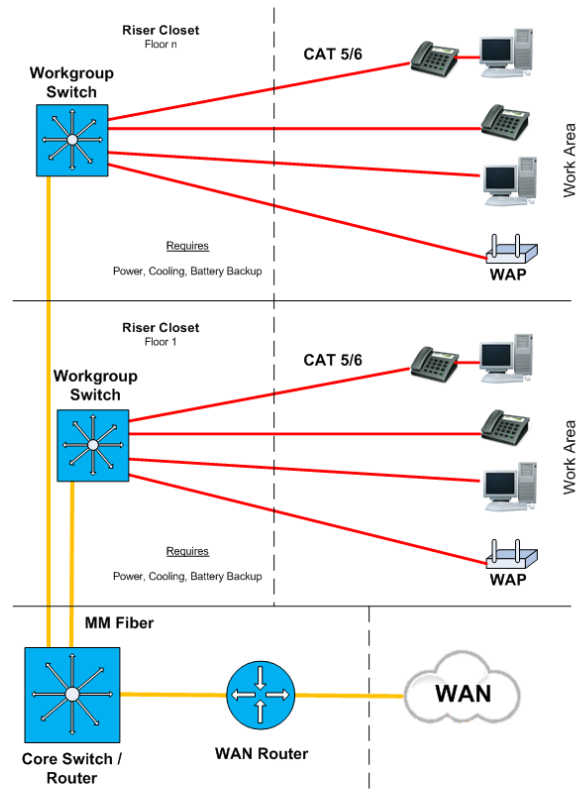 Riser Closet
Floor n
CAT 5/6
Workgroup
Switch
Work Area
Requires
Power, Cooling, Battery Backup
WAP
Riser Closet
Floor 1
CAT 5/6
Workgroup
Switch
Work Area
Requires
Power, Cooling, Battery Backup
WAP
MM Fiber
WAN
Core Switch /
Router
WAN Router